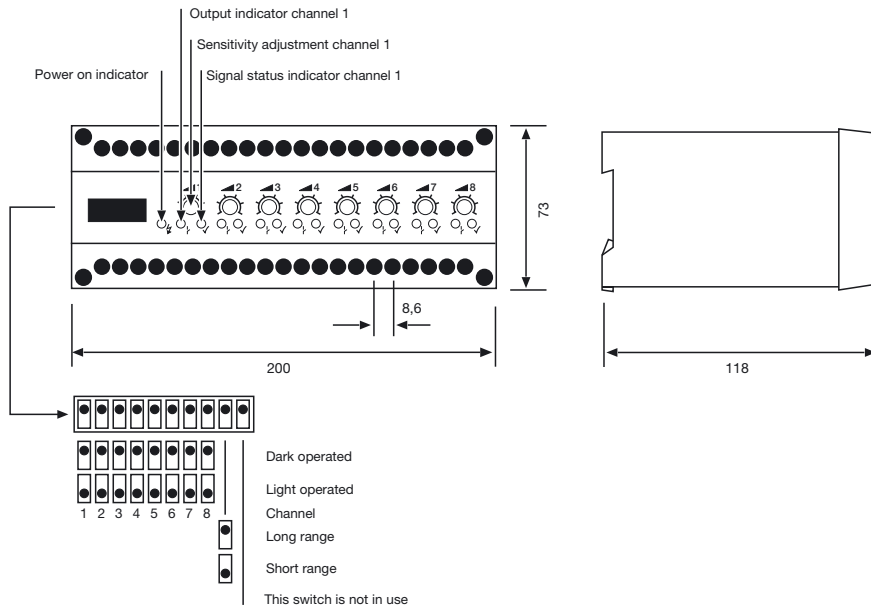 Output indicator channel 1
Sensitivity adjustment channel 1
Power on indicator
Signal status indicator channel 1
2 3 4 5 6 7 8
73
8,6
200
118
Dark operated
Light operated
1 2 3 4 5 6 7 8
Channel
Long range
Short range
This switch is not in use